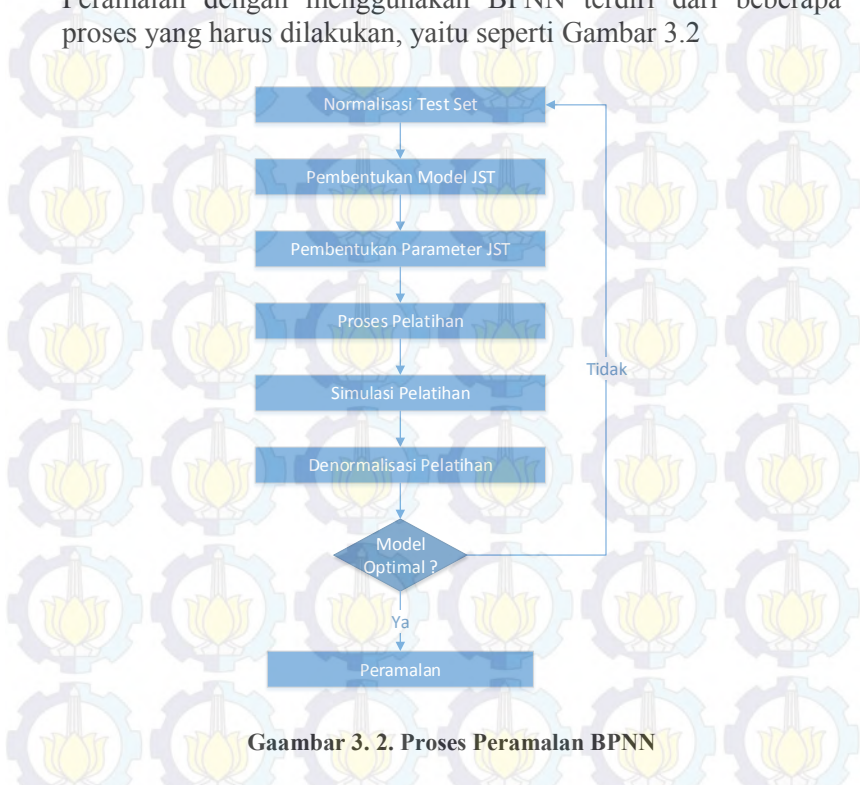 Peramalan dengan menggunakan BPNN terdiri dari beberapa
proses yang harus dilakukan, yaitu seperti Gambar 3.2
Normalisasi Test Set
Pembentukan Model JST
Pembentukan Parameter JST
Proses Pelatihan
Tidak
Simulasi Pelatihan
Denormalisasi Pelatihan
Model
Optimal ?
Ya
Peramalan
Gaambar 3. 2. Proses Peramalan BPNN